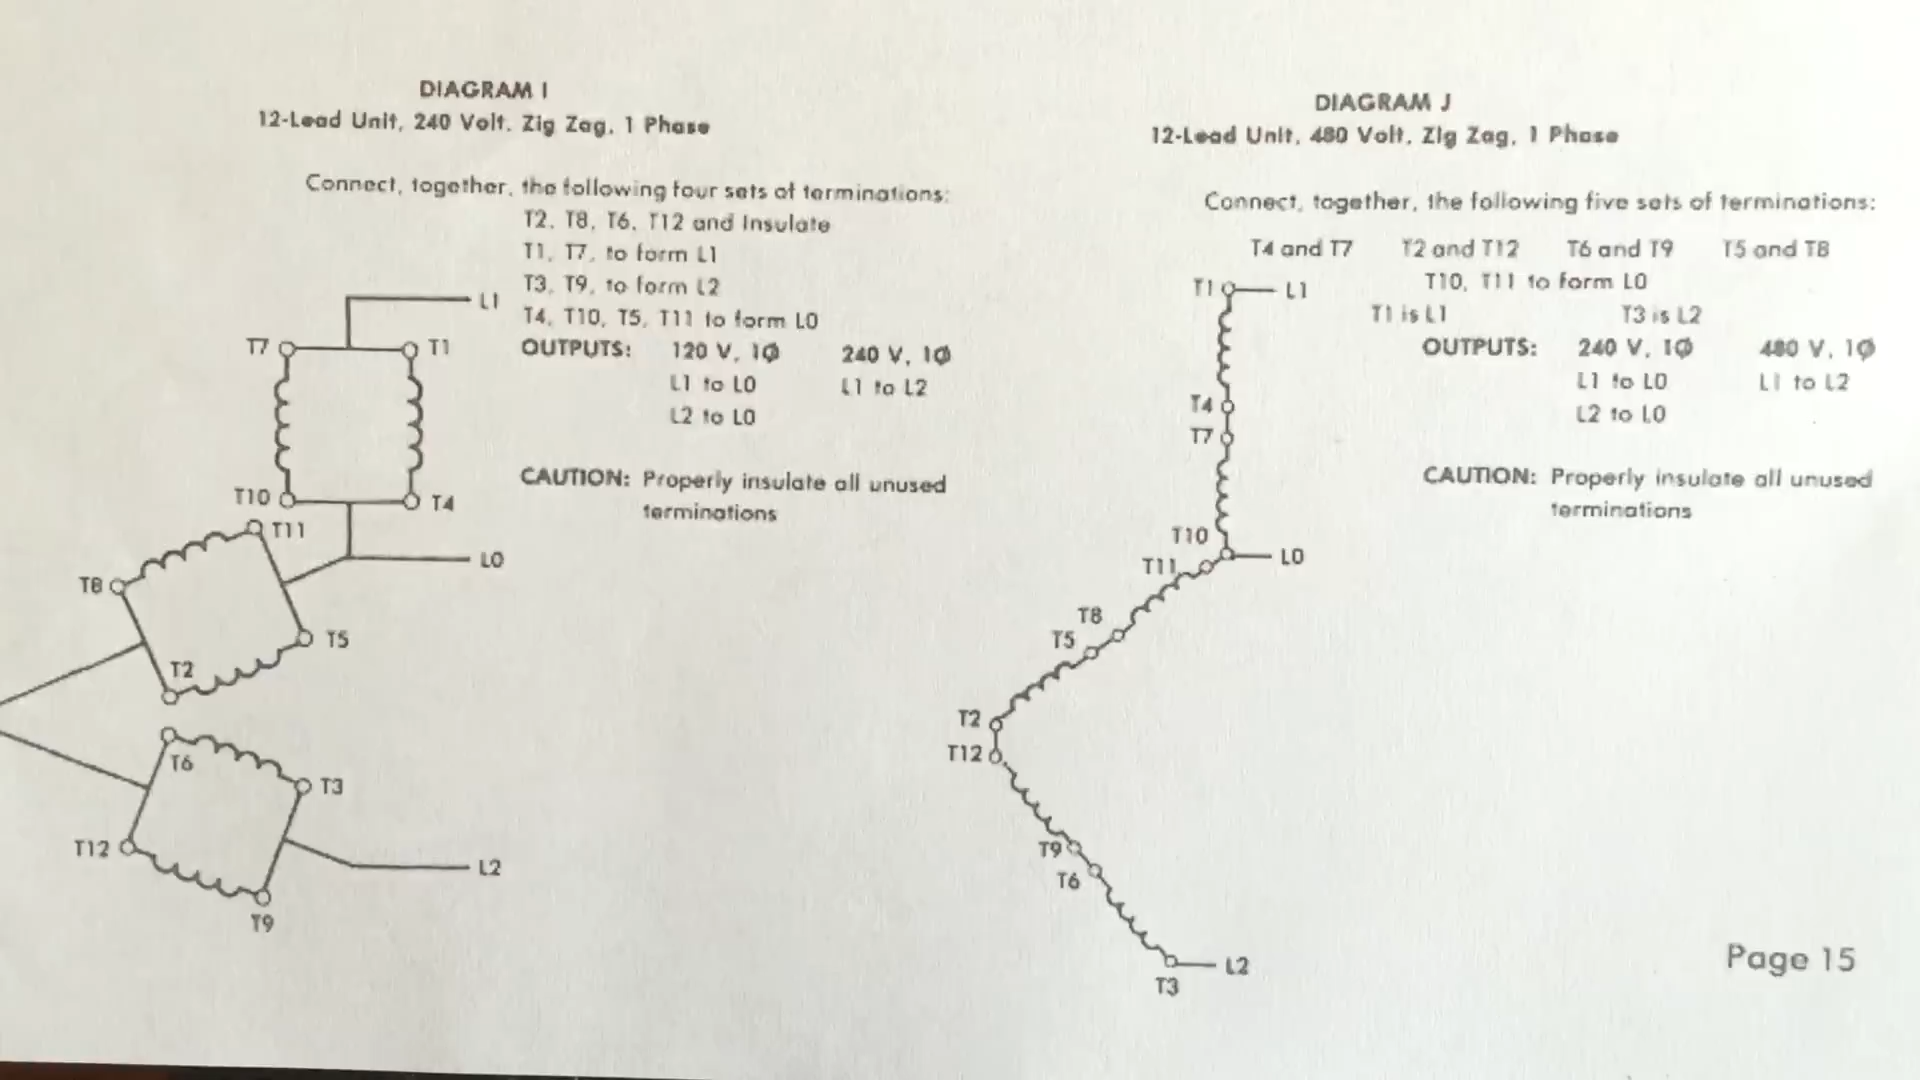 DIAGRAM I
12-Lead Unit, 240 Volt. Zig Zag, 1 Phase
Connect, together, the following four sets of terminations:
T2, T8, T6, T12 and Insulate
T1, T7, to form L1
T3, T9, to form L2
T4, T10, T5, T11 to form L0
OUTPUTS: 120 V, 1Ø 240 V, 1Ø
L1 to L0 L1 to L2
L2 to L0
CAUTION: Properly insulate all unused
terminations
L1
T7 T1
T10 T4
T11
L0
T8
T5
T2
T6
T3
T12
L2
T9
DIAGRAM J
12-Lead Unit, 480 Volt, Zig Zag, 1 Phase
Connect, together, the following five sets of terminations:
T4 and T7 T2 and T12 T6 and T9 T5 and T8
T10, T11 to form L0
T1 is L1 T3 is L2
OUTPUTS: 240 V, 1Ø 480 V, 1Ø
L1 to L0 L1 to L2
L2 to L0
CAUTION: Properly insulate all unused
terminations
T1 L1
T4
T7
T10
L0
T11
T8
T5
T2
T12
T9
T6
L2
T3
Page 15